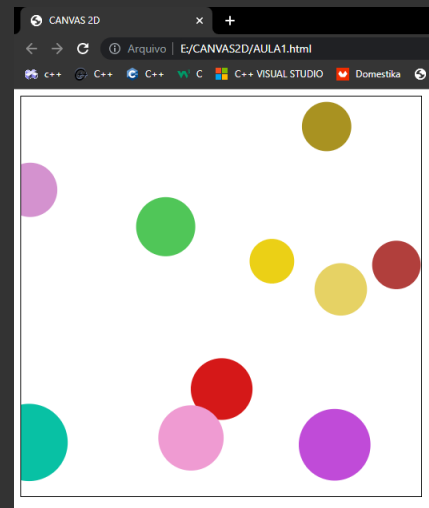 CANVAS 2D
Arquivo | E:/CANVAS2D/AULA1.html
c++ C++ C++ C C++ VISUAL STUDIO Domestika